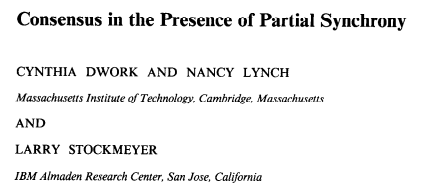 Consensus in the Presence of Partial Synchrony
CYNTHIA DWORK AND NANCY LYNCH
Massachusetts Institute of Technology, Cambridge, Massachusetts
AND
LARRY STOCKMEYER
IBM Almaden Research Center, San Jose, California